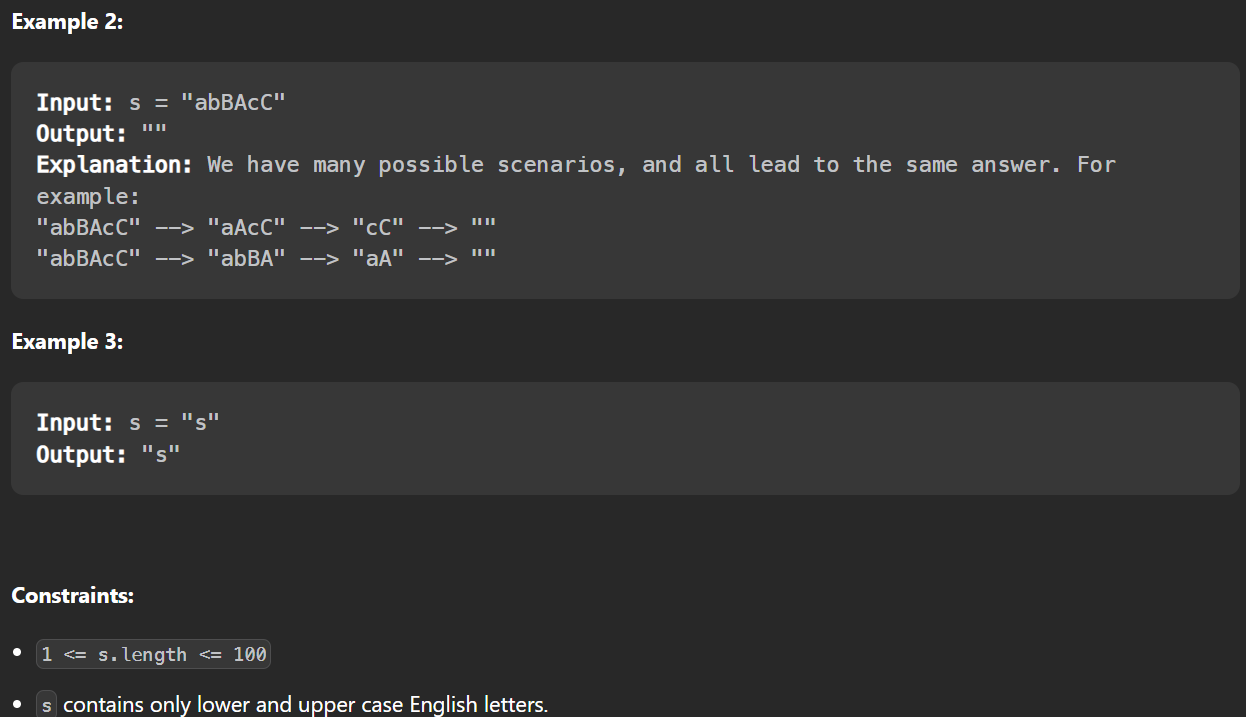 Example 2:
Input: s = "abBAcC"
Output: ""
Explanation: We have many possible scenarios, and all lead to the same answer. For
example:
"abBAcC" --> "aAcC" --> "cC" --> ""
"abBAcC" --> "abBA" --> "aA" --> ""
Example 3:
Input: s = "s"
Output: "s"
Constraints:
• 1 <= s.length <= 100
• s contains only lower and upper case English letters.